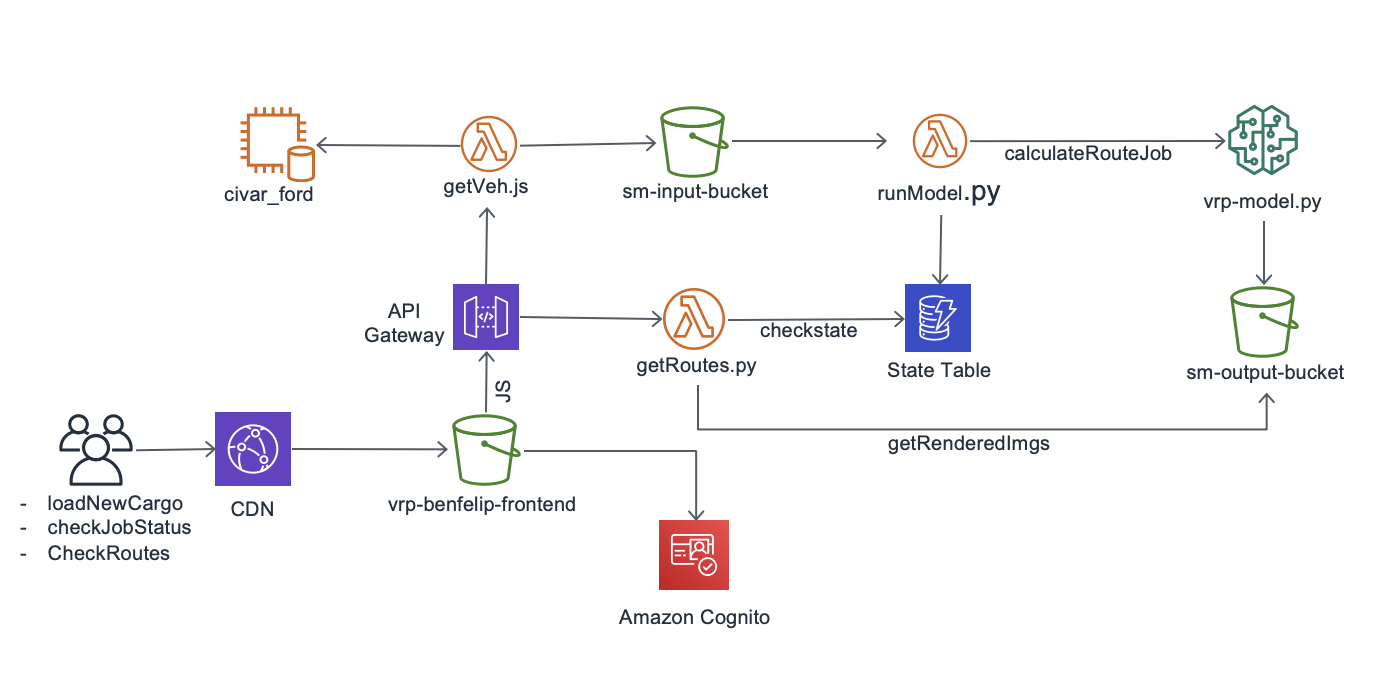 civar_ford
getVeh.js
sm-input-bucket
runModel.py
calculateRouteJob
vrp-model.py
API
Gateway
getRoutes.py
checkstate
State Table
sm-output-bucket
getRenderedImgs
JS
- loadNewCargo
- checkJobStatus
- CheckRoutes
CDN
vrp-benfelip-frontend
Amazon Cognito